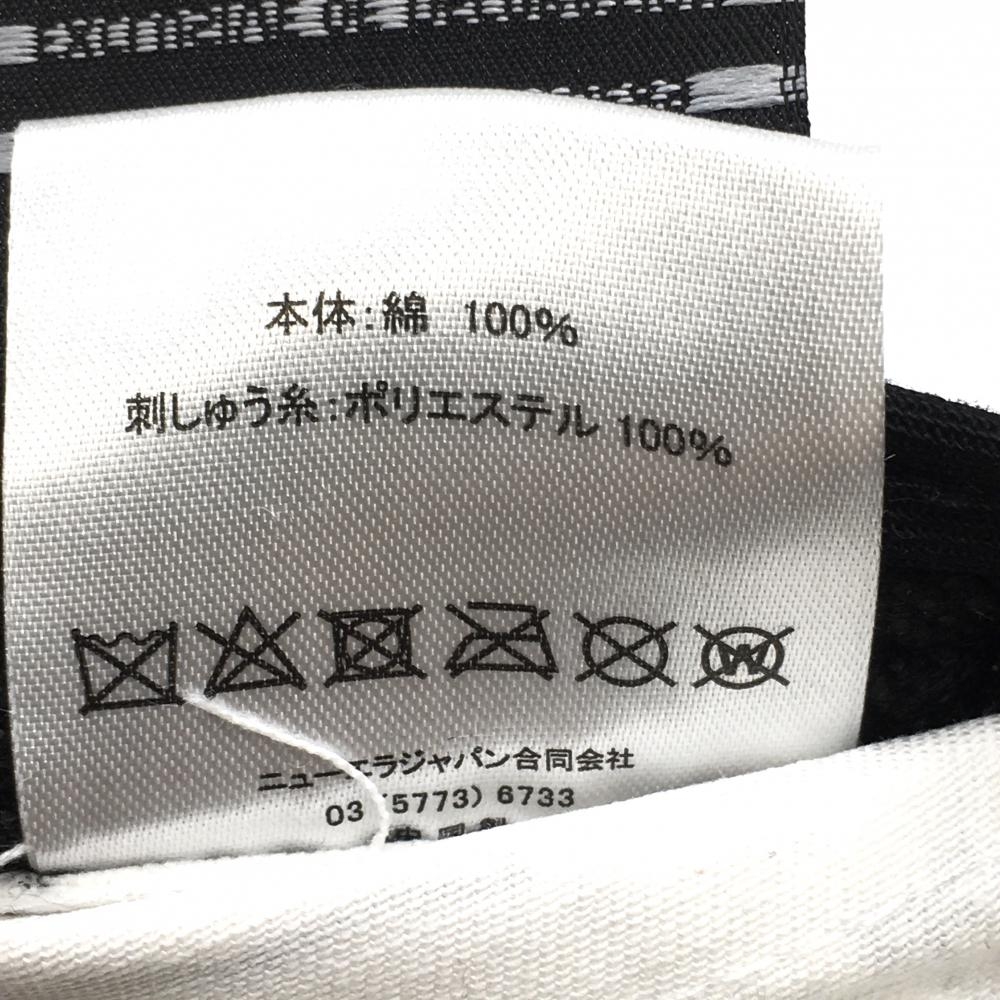 本体:綿 100%
刺しゅう糸:ポリエステル 100%
W
ニューエラジャパン合同会社
03(5773)6733